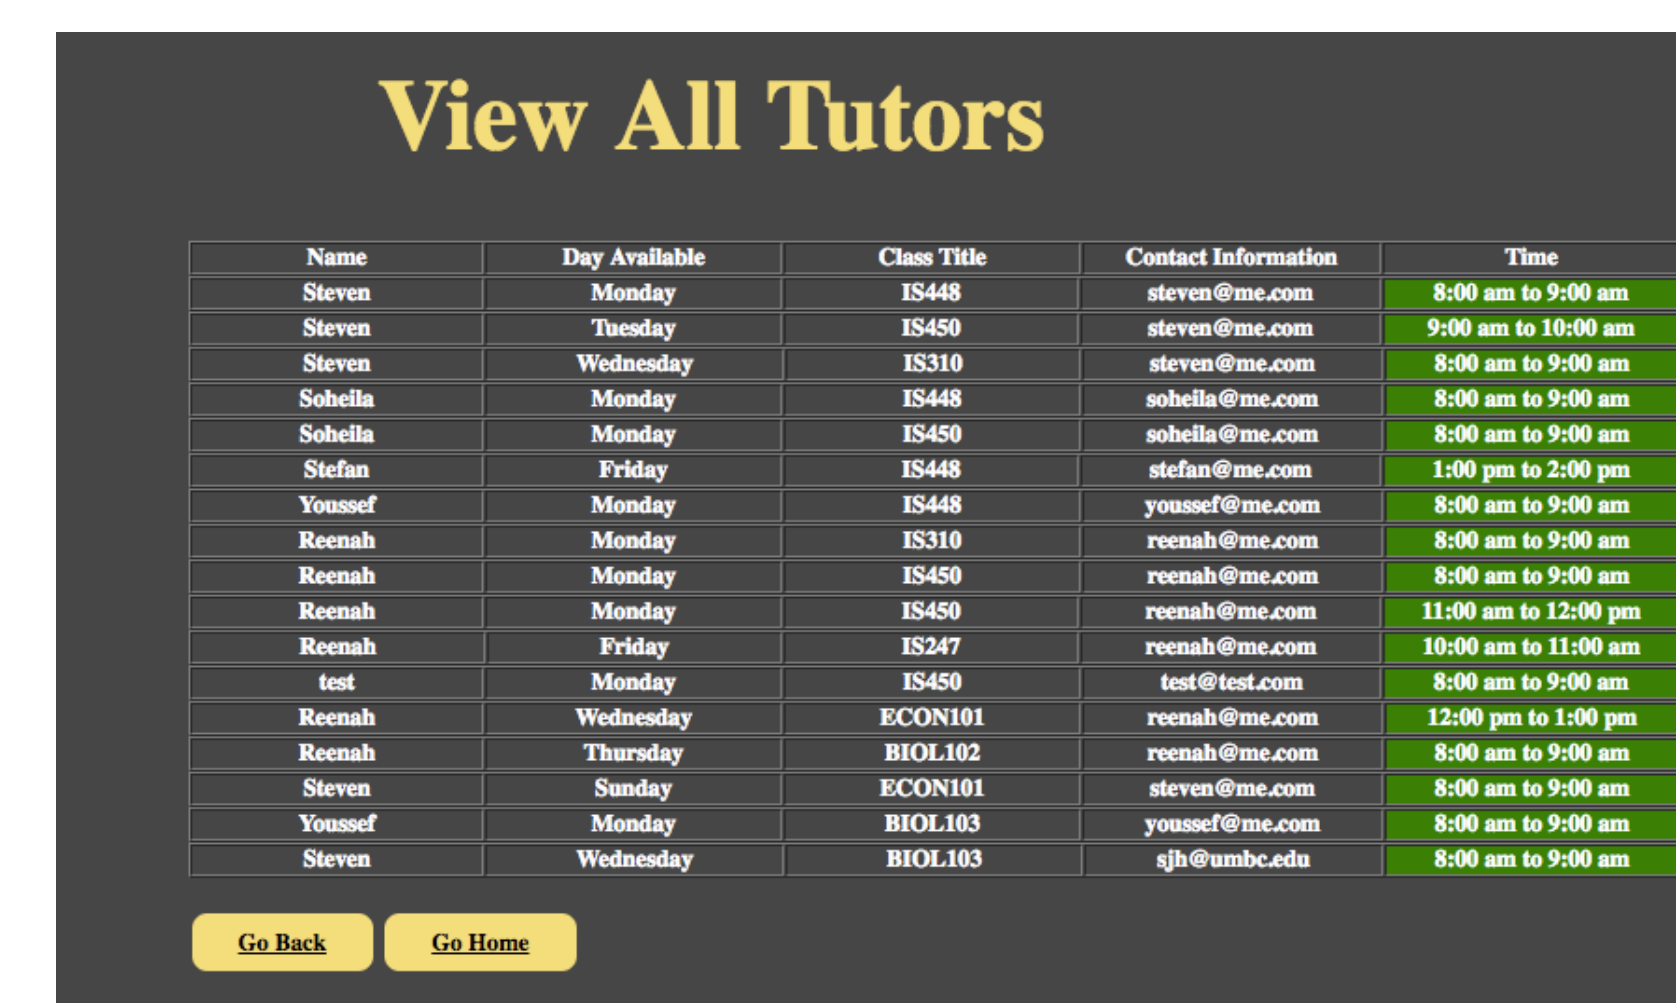 View All Tutors
Name Day Available Class Title Contact Information Time
Steven Monday IS448 steven@me.com 8:00 am to 9:00 am
Steven Tuesday IS450 steven@me.com 9:00 am to 10:00 am
Steven Wednesday IS310 steven@me.com 8:00 am to 9:00 am
Soheila Monday IS448 soheila@me.com 8:00 am to 9:00 am
Soheila Monday IS450 soheila@me.com 8:00 am to 9:00 am
Stefan Friday IS448 stefan@me.com 1:00 pm to 2:00 pm
Youssef Monday IS448 youssef@me.com 8:00 am to 9:00 am
Reenah Monday IS310 reenah@me.com 8:00 am to 9:00 am
Reenah Monday IS450 reenah@me.com 8:00 am to 9:00 am
Reenah Monday IS450 reenah@me.com 11:00 am to 12:00 pm
Reenah Friday IS247 reenah@me.com 10:00 am to 11:00 am
test Monday IS450 test@test.com 8:00 am to 9:00 am
Reenah Wednesday ECON101 reenah@me.com 12:00 pm to 1:00 pm
Reenah Thursday BIOL102 reenah@me.com 8:00 am to 9:00 am
Steven Sunday ECON101 steven@me.com 8:00 am to 9:00 am
Youssef Monday BIOL103 youssef@me.com 8:00 am to 9:00 am
Steven Wednesday BIOL103 sjh@umbc.edu 8:00 am to 9:00 am
Go Back Go Home